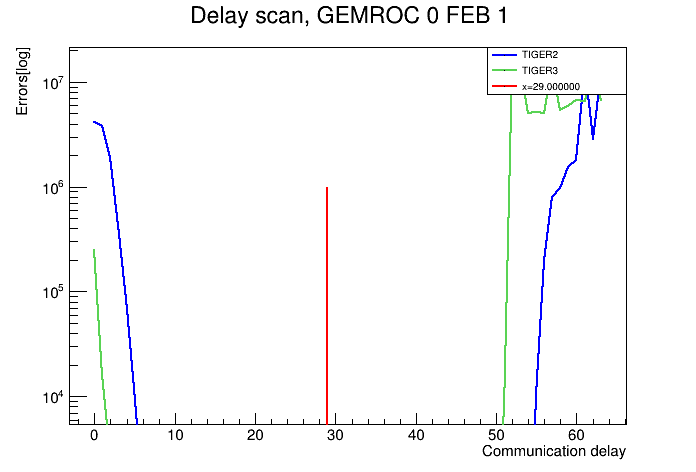 Delay scan, GEMROC 0 FEB 1
Errors[log]
TIGER2
TIGER3
x=29.000000
10⁷
10⁶
10⁵
10⁴
0 10 20 30 40 50 60
Communication delay